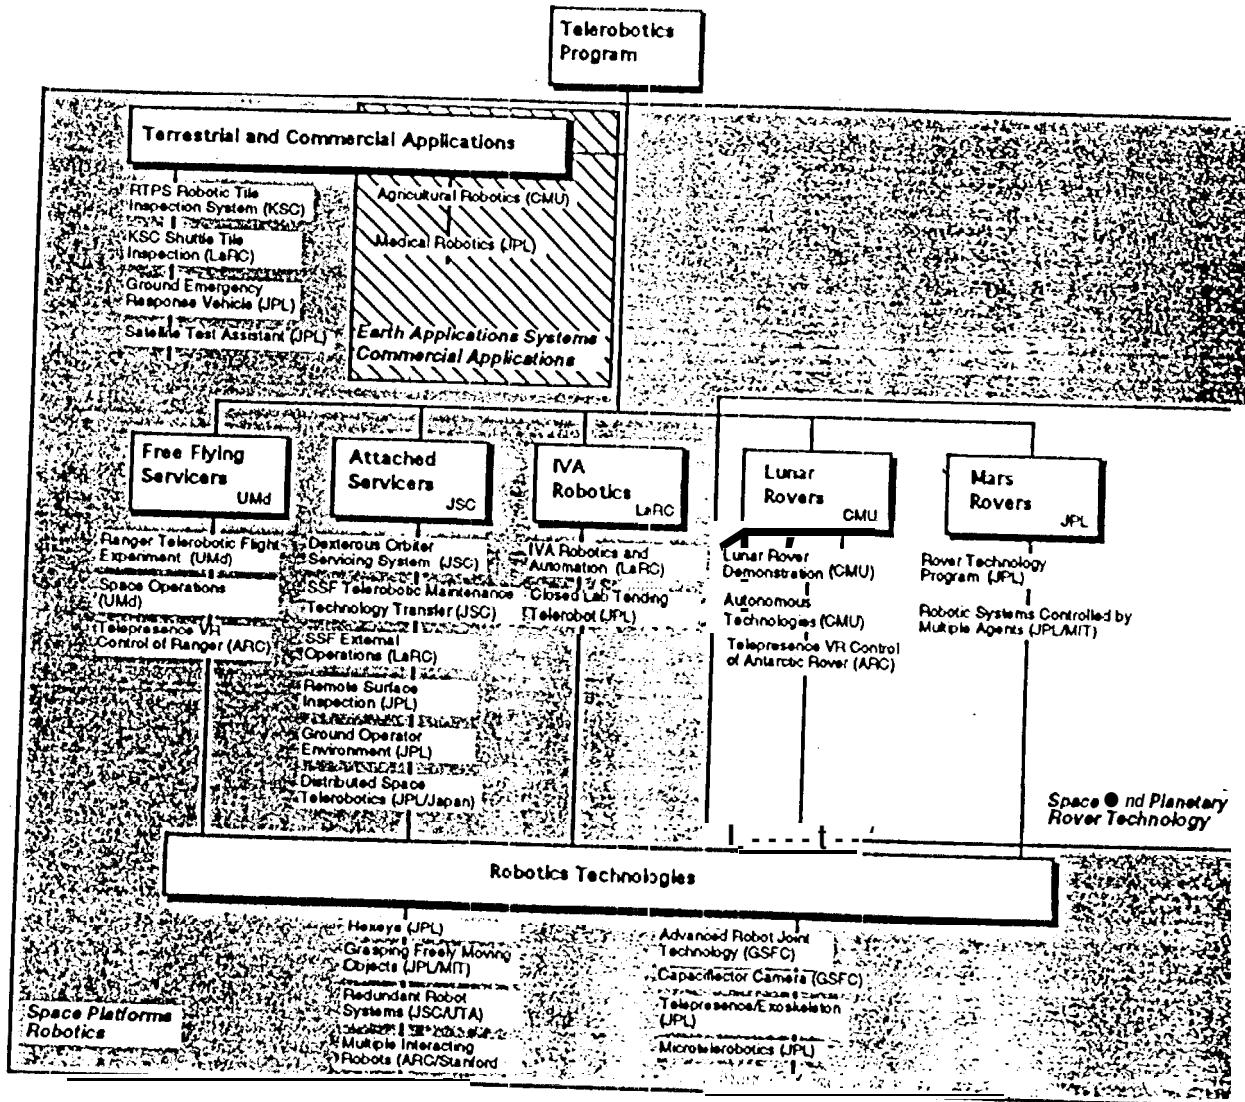 Telerobotics
Program
Terrestrial and Commercial Applications
RTPS Robotic Tile
Inspection System (KSC)
KSC Shuttle Tile
Inspection (LaRC)
Ground Emergency
Response Vehicle (JPL)
Satellite Test Assistant (JPL)
Agricultural Robotics (CMU)
Medical Robotics (JPL)
Earth Applications Systems
Commercial Applications
Free Flying
Servicers
UMd
Ranger Telerobotic Flight
Experiment (UMd)
Space Operations
(UMd)
Telepresence VR
Control of Ranger (ARC)
Attached
Servicers
JSC
Dexterous Orbiter
Servicing System (JSC)
SSF Telerobotic Maintenance
Technology Transfer (JSC)
SSF External
Operations (LaRC)
Remote Surface
Inspection (JPL)
Ground Operator
Environment (JPL)
Distributed Space
Telerobotics (JPL/Japan)
IVA
Robotics
LaRC
IVA Robotics and
Automation (LaRC)
Closed Lab Tending
Telerobot (JPL)
Lunar
Rovers
CMU
Lunar Rover
Demonstration (CMU)
Autonomous
Technologies (CMU)
Telepresence VR Control
of Antarctic Rover (ARC)
Mars
Rovers
JPL
Rover Technology
Program (JPL)
Robotic Systems Controlled by
Multiple Agents (JPL/MIT)
Space nd Planetary
Rover Technology
Robotics Technologies
Hexeye (JPL)
Grasping Freely Moving
Objects (JPL/MIT)
Redundant Robot
Systems (JSC/UTA)
Multiple Interacting
Robots (ARC/Stanford
Advanced Robot Joint
Technology (GSFC)
Capaciflector Camera (GSFC)
Telepresence/Exoskeleton
(JPL)
Microtelerobotics (JPL)
Space Platforms
Robotics